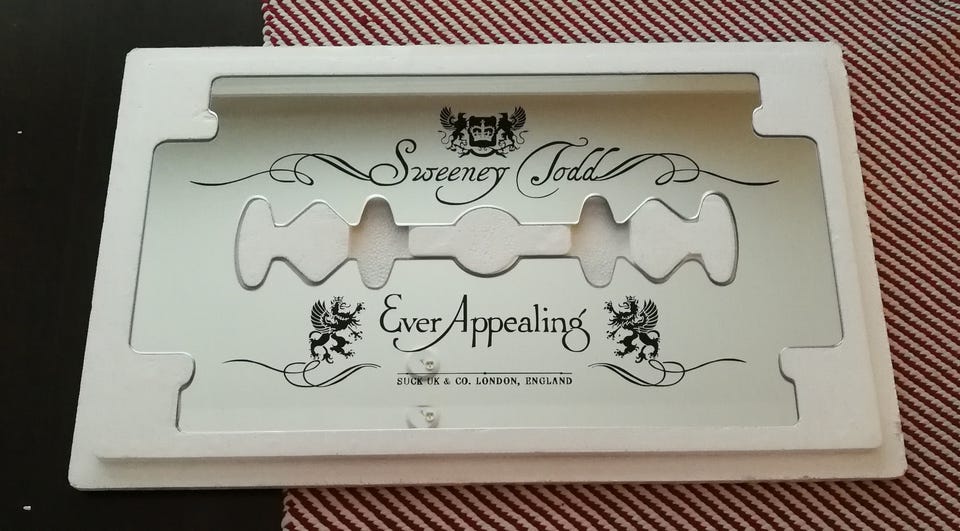 Sweeney Todd
Ever Appealing
SUCK UK & CO. LONDON, ENGLAND